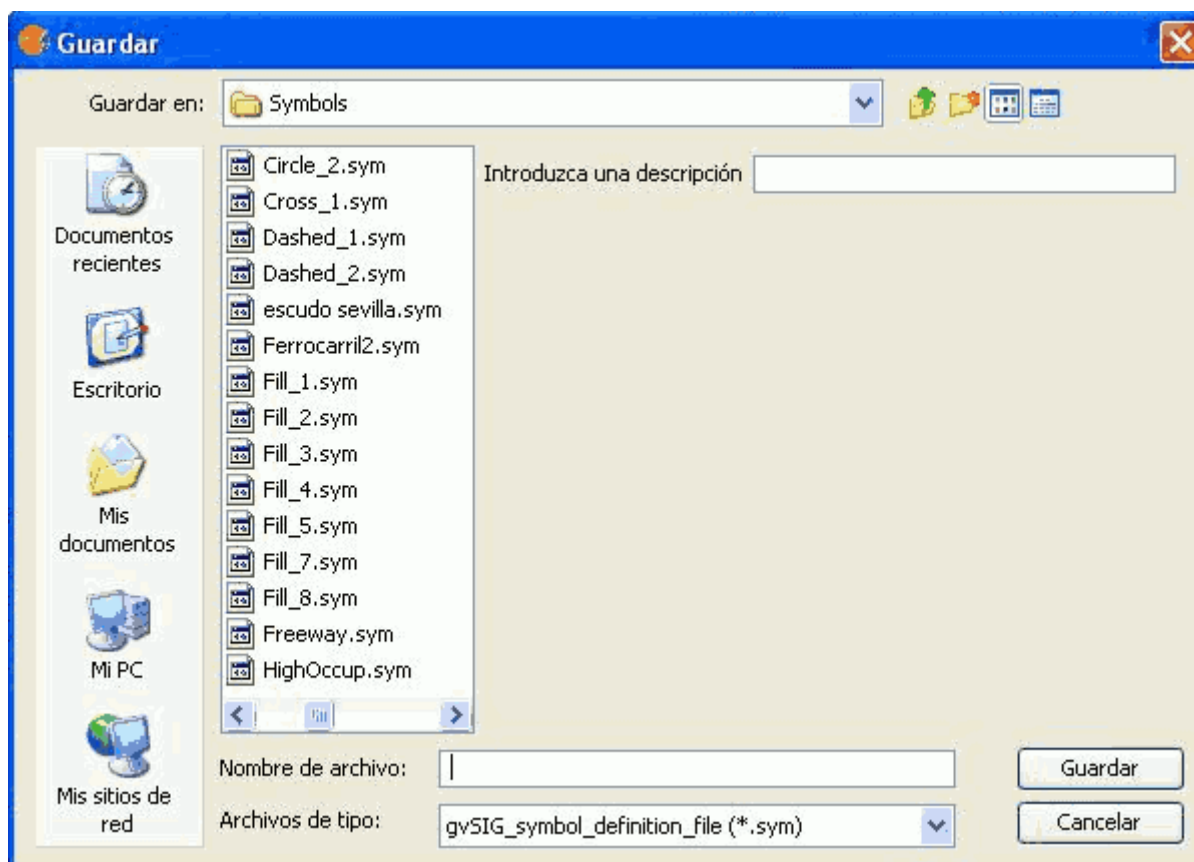 Guardar
Guardar en:
Symbols
Documentos
recientes
Escritorio
Mis
documentos
Mi PC
Mis sitios de
red
Circle_2.sym
Cross_1.sym
Dashed_1.sym
Dashed_2.sym
escudo sevilla.sym
Ferrocarril2.sym
Fill_1.sym
Fill_2.sym
Fill_3.sym
Fill_4.sym
Fill_5.sym
Fill_7.sym
Fill_8.sym
Freeway.sym
HighOccup.sym
Introduzca una descripción
Nombre de archivo:
Guardar
Archivos de tipo:
gvSIG_symbol_definition_file (*.sym)
Cancelar